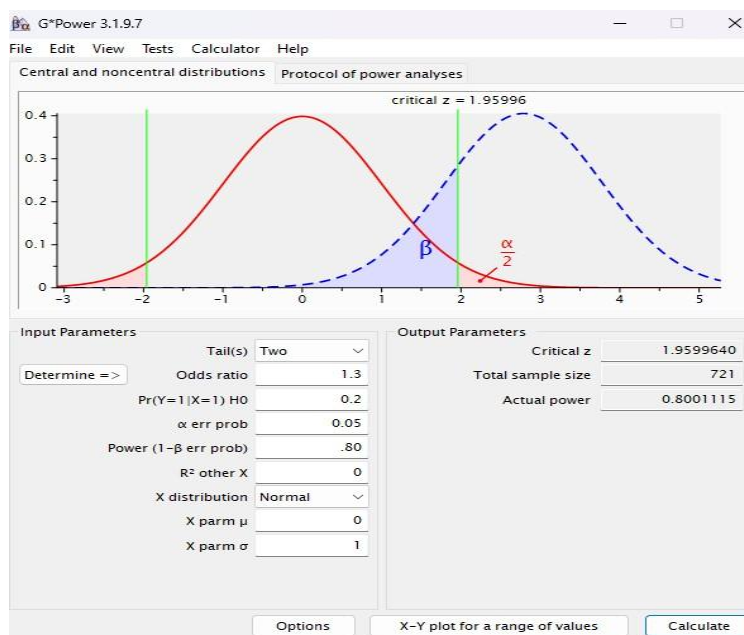 G*Power 3.1.9.7
File Edit View Tests Calculator Help
Central and noncentral distributions Protocol of power analyses
critical z = 1.95996
0.4
0.3
0.2
0.1
0
β
α
2
-3 -2 -1 0 1 2 3 4 5
Input Parameters
Tail(s) Two
Determine => Odds ratio 1.3
Pr(Y=1|X=1) H0 0.2
α err prob 0.05
Power (1-β err prob) .80
R² other X 0
X distribution Normal
X parm μ 0
X parm σ 1
Output Parameters
Critical z 1.9599640
Total sample size 721
Actual power 0.8001115
Options X-Y plot for a range of values Calculate